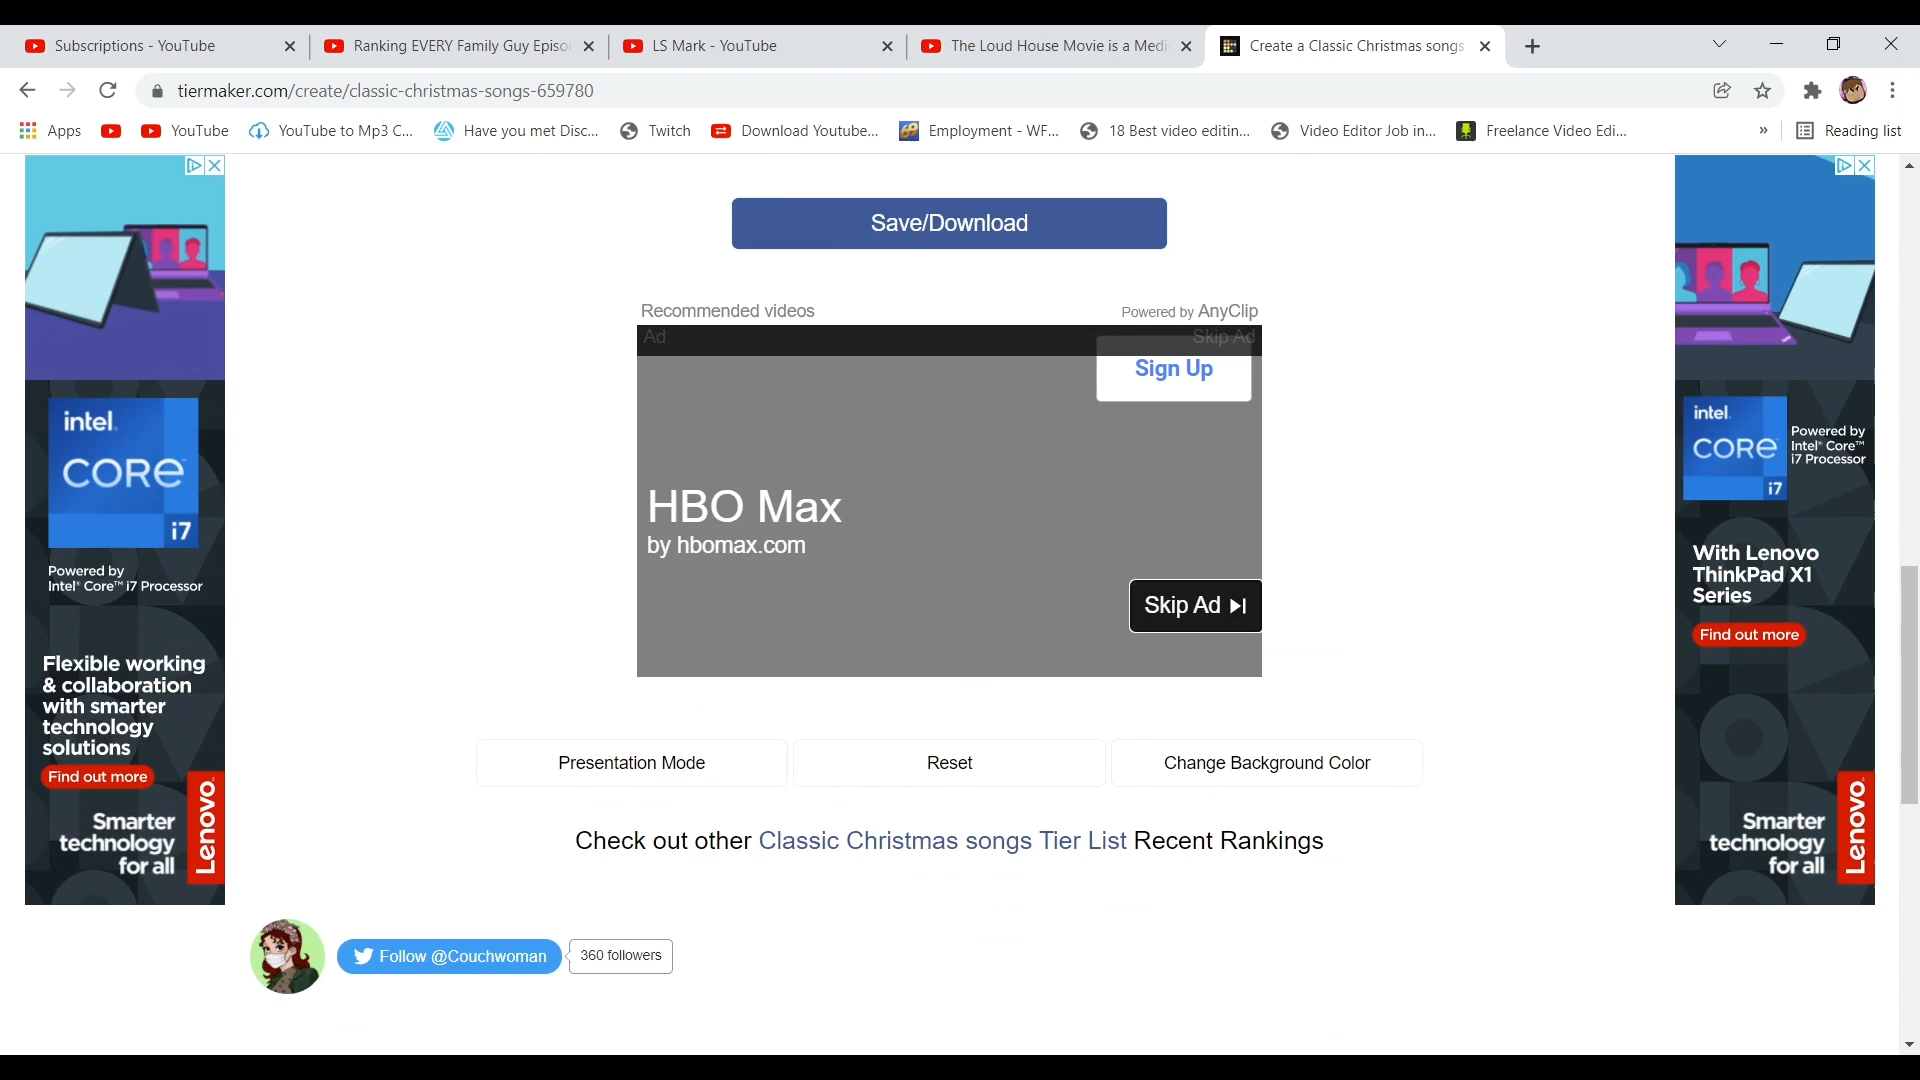 Subscriptions - YouTube
Ranking EVERY Family Guy Episo
LS Mark - YouTube
The Loud House Movie is a Medi
Create a Classic Christmas songs
tiermaker.com/create/classic-christmas-songs-659780
Apps
YouTube
YouTube to Mp3 C...
Have you met Disc...
Twitch
Download Youtube...
Employment - WF...
18 Best video editin...
Video Editor Job in...
Freelance Video Edi...
»
Reading list
Save/Download
Recommended videos
Powered by AnyClip
Ad
Skip Ad
Sign Up
HBO Max
by hbomax.com
Skip Ad
Presentation Mode
Reset
Change Background Color
Check out other Classic Christmas songs Tier List Recent Rankings
Follow @Couchwoman
360 followers
intel.
CORE
i7
Powered by
Intel® Core™ i7 Processor
Flexible working
& collaboration
with smarter
technology
solutions
Find out more
Smarter
technology
for all
Lenovo
intel.
CORE
i7
Powered by
Intel® Core™
i7 Processor
With Lenovo
ThinkPad X1
Series
Find out more
Smarter
technology
for all
Lenovo